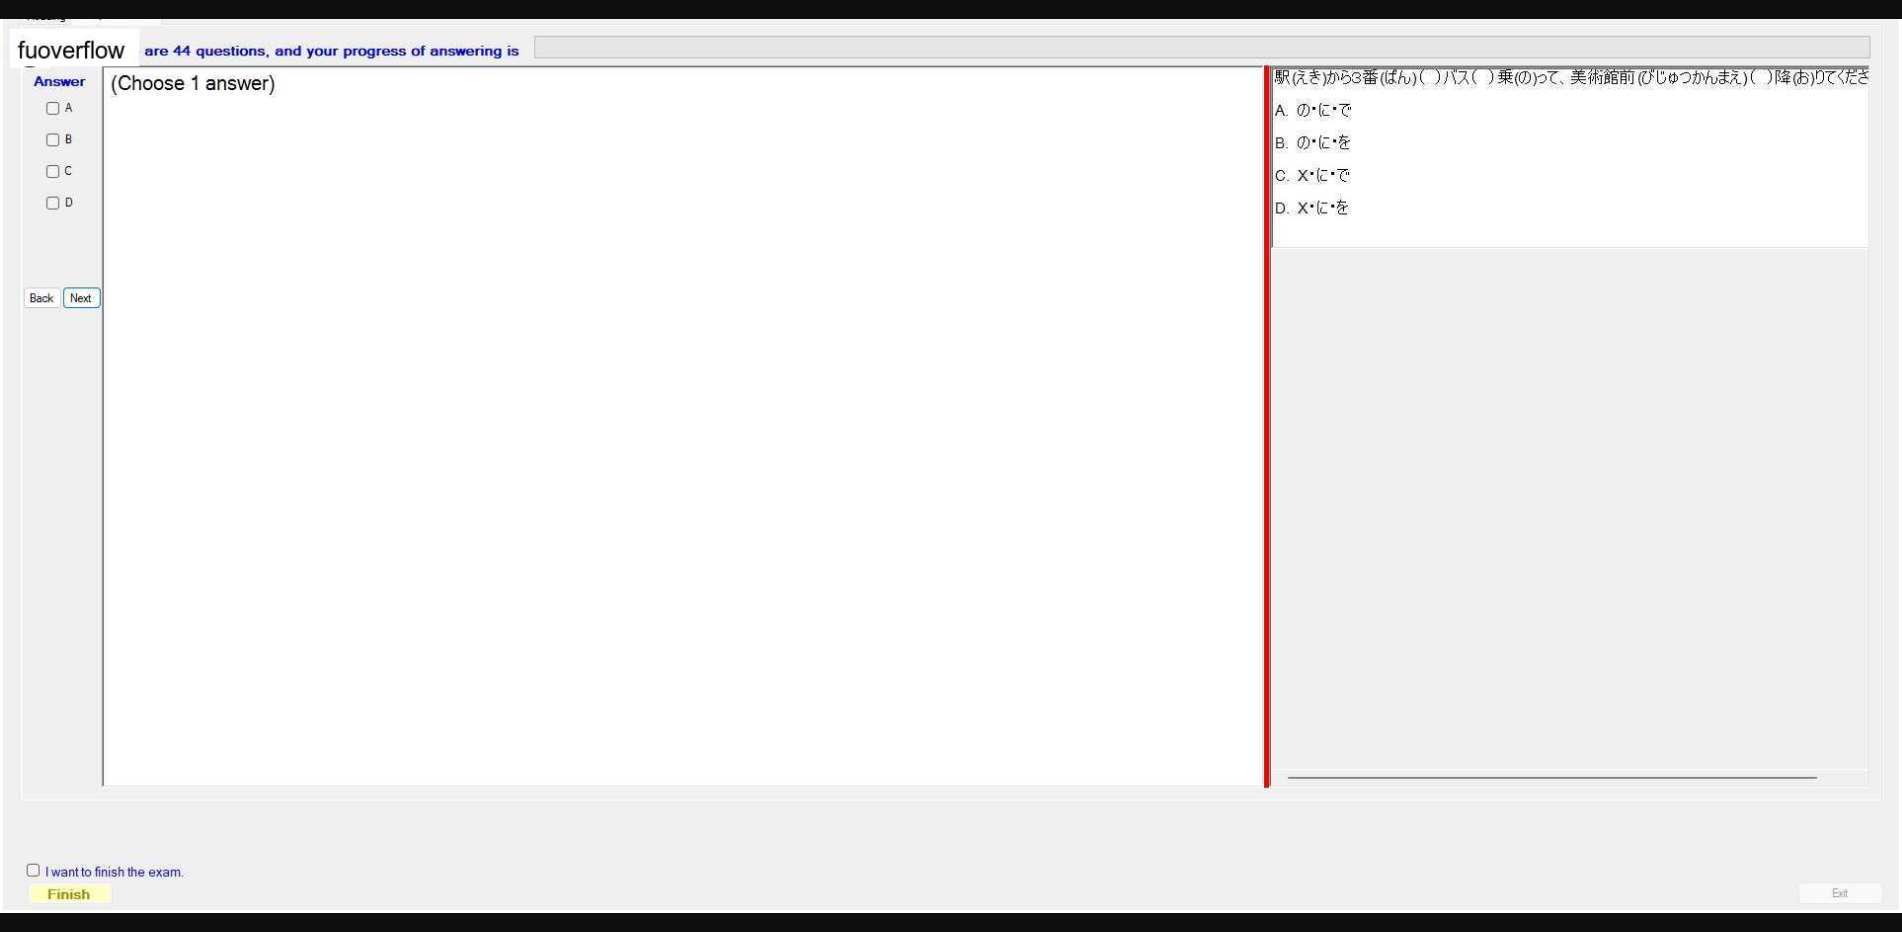 fuoverflow are 44 questions, and your progress of answering is
Answer
(Choose 1 answer)
A
B
C
D
Back Next
駅(えき)から3番(ばん)( )バス( )乗(の)って、美術館前(びじゅつかんまえ)( )降(お)りてくださ
A. の・に・で
B. の・に・を
C. X・に・で
D. X・に・を
I want to finish the exam.
Finish
Exit